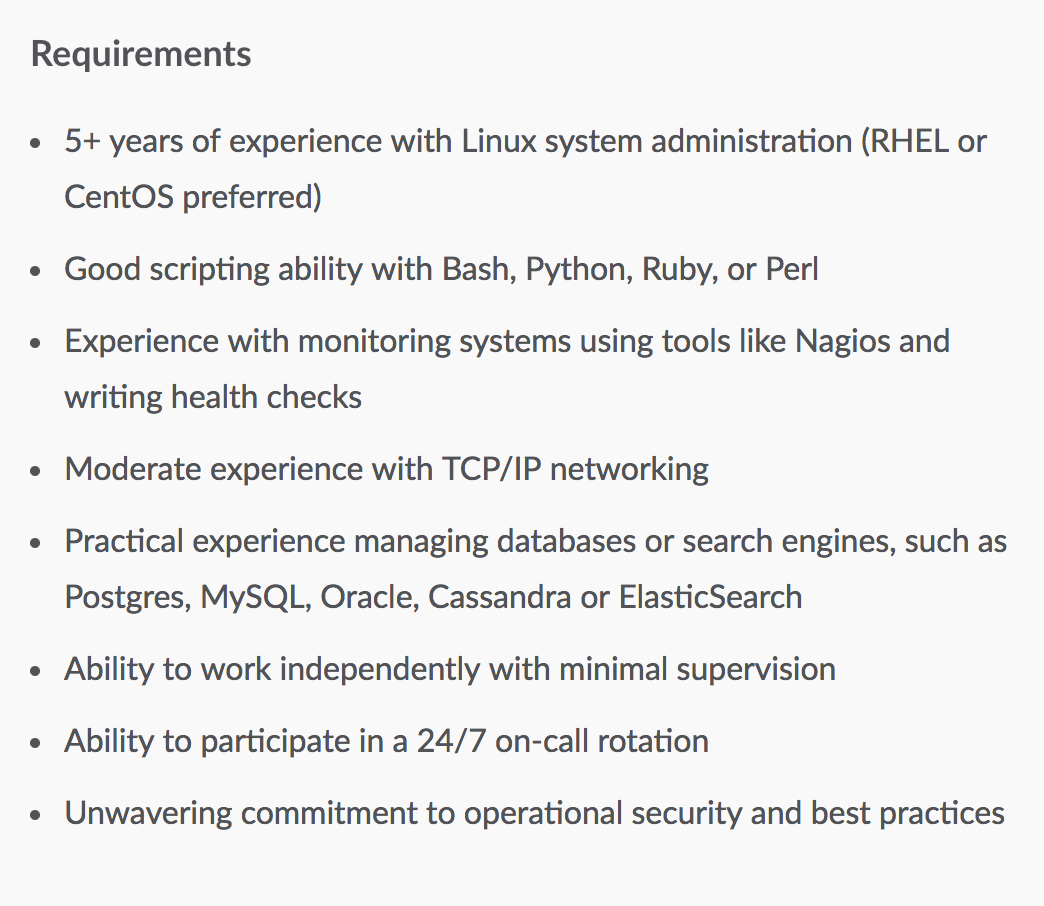 Requirements
• 5+ years of experience with Linux system administration (RHEL or
CentOS preferred)
• Good scripting ability with Bash, Python, Ruby, or Perl
• Experience with monitoring systems using tools like Nagios and
writing health checks
• Moderate experience with TCP/IP networking
• Practical experience managing databases or search engines, such as
Postgres, MySQL, Oracle, Cassandra or ElasticSearch
• Ability to work independently with minimal supervision
• Ability to participate in a 24/7 on-call rotation
• Unwavering commitment to operational security and best practices